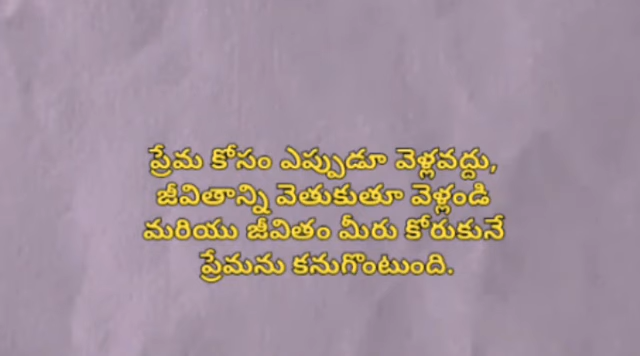 ప్రేమ కోసం ఎప్పుడూ వెళ్లవద్దు,
జీవితాన్ని వెతుకుతూ వెళ్లండి
మరియు జీవితం మీరు కోరుకునే
ప్రేమను కనుగొంటుంది.